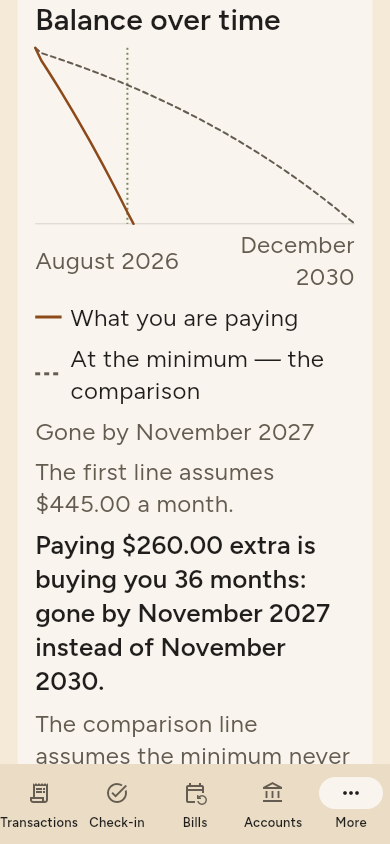 Balance over time
August 2026
December
2030
What you are paying
At the minimum — the
comparison
Gone by November 2027
The first line assumes
$445.00 a month.
Paying $260.00 extra is
buying you 36 months:
gone by November 2027
instead of November
2030.
The comparison line
assumes the minimum never
Transactions
Check-in
Bills
Accounts
More